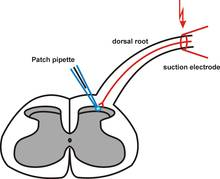 dorsal root
Patch pipette
suction electrode